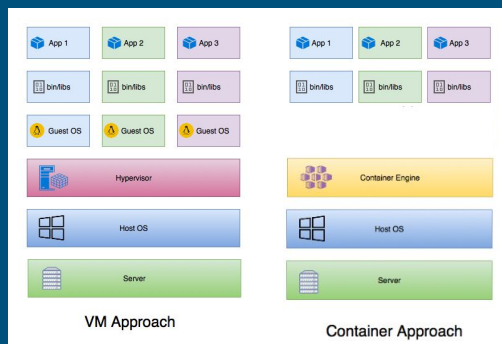 App 1
App 2
App 3
bin/libs
bin/libs
bin/libs
Guest OS
Guest OS
Guest OS
Hypervisor
Host OS
Server
VM Approach
App 1
App 2
App 3
bin/libs
bin/libs
bin/libs
Container Engine
Host OS
Server
Container Approach